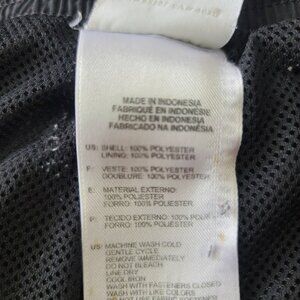 MADE IN INDONESIA
FABRIQUÉ EN INDONÉSIE
HECHO EN INDONESIA
FABRICADO NA INDONÉSIA
US: SHELL: 100% POLYESTER
LINING: 100% POLYESTER
F: VESTE: 100% POLYESTER
DOUBLURE: 100% POLYESTER
E: MATERIAL EXTERNO:
100% POLIESTER
FORRO: 100% POLIESTER
P: TECIDO EXTERNO: 100%
FORRO: 100% POLIESTER
US: MACHINE WASH COLD
GENTLE CYCLE
REMOVE IMMEDIATELY
DO NOT BLEACH
LINE DRY
COOL IRON
WASH WITH FASTENERS CLOSED
WASH WITH LIKE COLORS